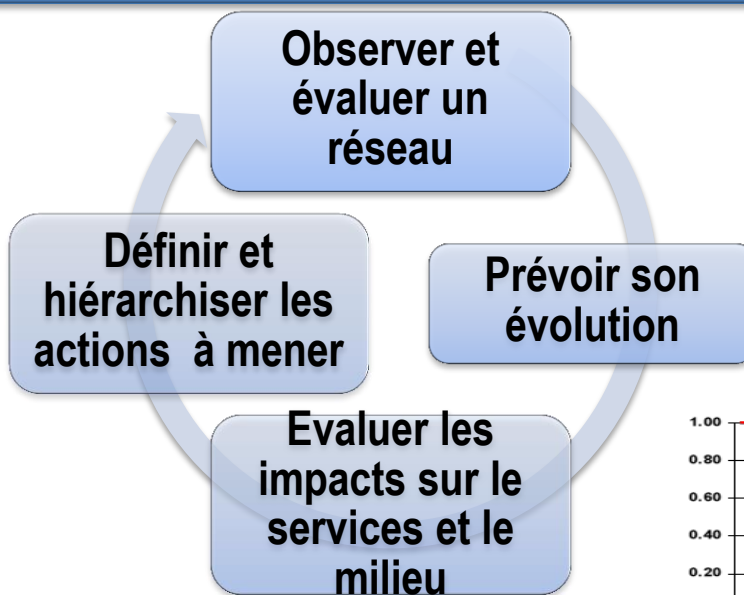 Observer et
évaluer un
réseau
Définir et
hiérarchiser les
actions à mener
Prévoir son
évolution
Evaluer les
impacts sur le
services et le
milieu
1.00
0.80
0.60
0.40
0.20